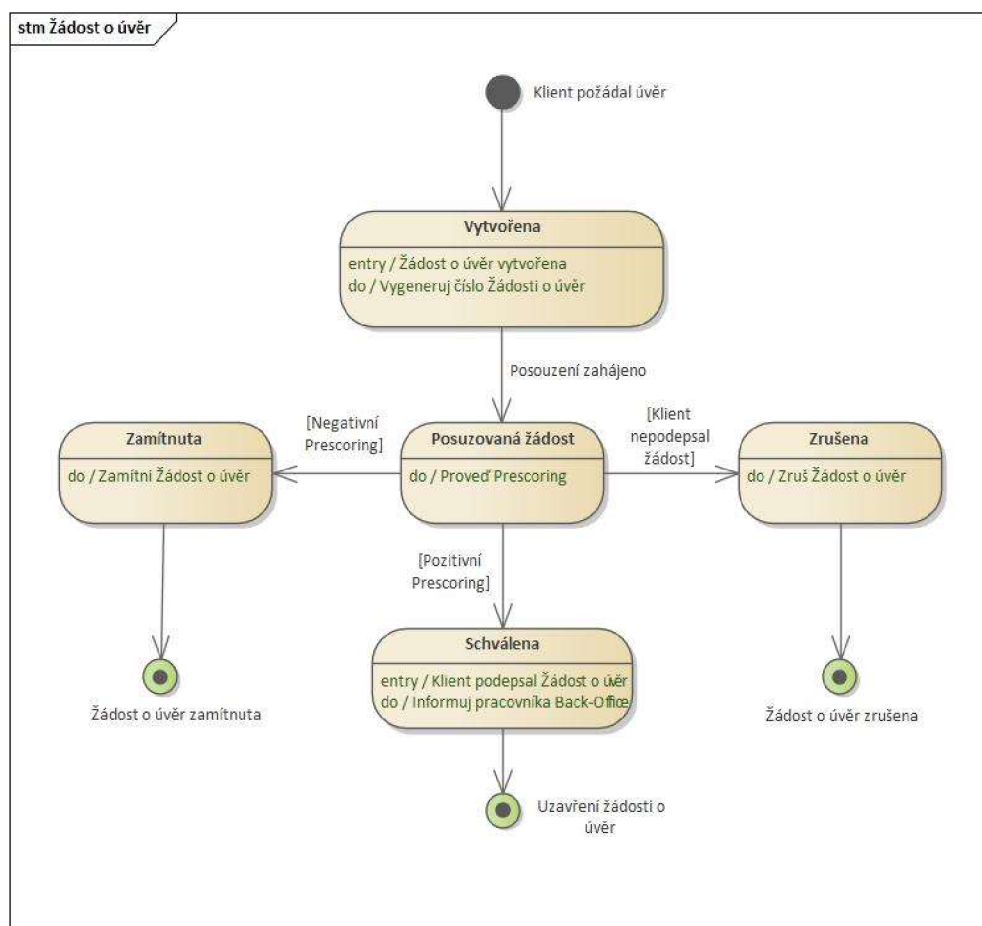 stm Žádost o úvěr
Klient požádal úvěr
Vytvořena
entry / Žádost o úvěr vytvořena
do / Vygeneruj číslo Žádosti o úvěr
Posouzení zahájeno
[Negativní
Prescoring]
[Klient
nepodepsal
žádost]
Zamítnuta
do / Zamítni Žádost o úvěr
Posuzovaná žádost
do / Proveď Prescoring
Zrušena
do / Zruš Žádost o úvěr
[Pozitivní
Prescoring]
Schválena
entry / Klient podepsal Žádost o úvěr
do / Informuj pracovníka Back-Office
Žádost o úvěr zamítnuta
Žádost o úvěr zrušena
Uzavření žádosti o
úvěr